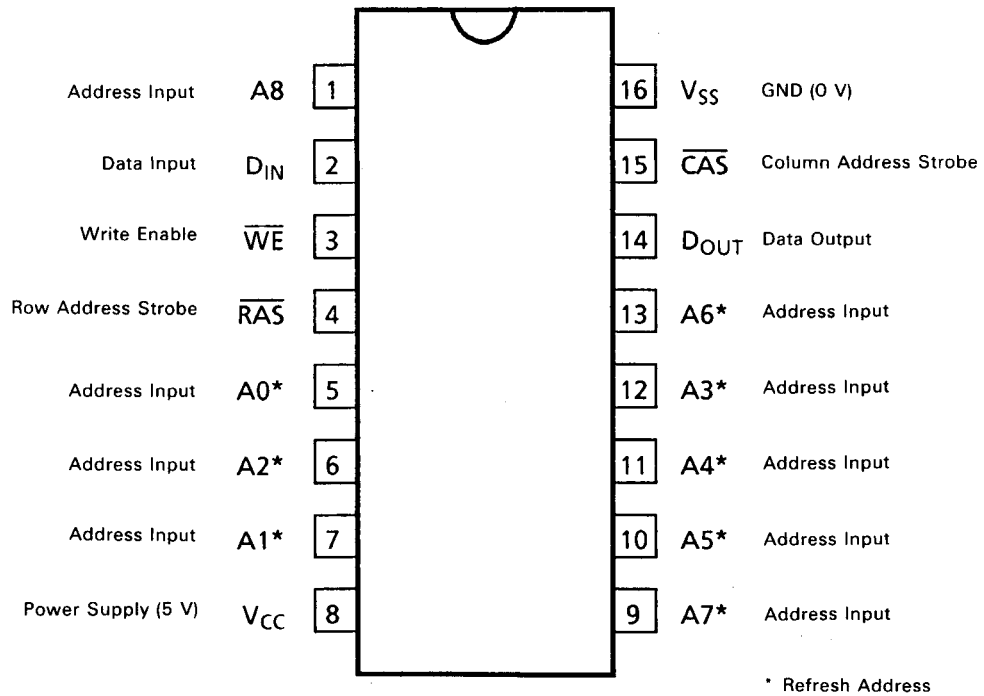 Address Input A8 1 16 VSS GND (0 V)
Data Input DIN 2 15 C̅A̅S̅ Column Address Strobe
Write Enable W̅E̅ 3 14 DOUT Data Output
Row Address Strobe R̅A̅S̅ 4 13 A6* Address Input
Address Input A0* 5 12 A3* Address Input
Address Input A2* 6 11 A4* Address Input
Address Input A1* 7 10 A5* Address Input
Power Supply (5 V) VCC 8 9 A7* Address Input
* Refresh Address